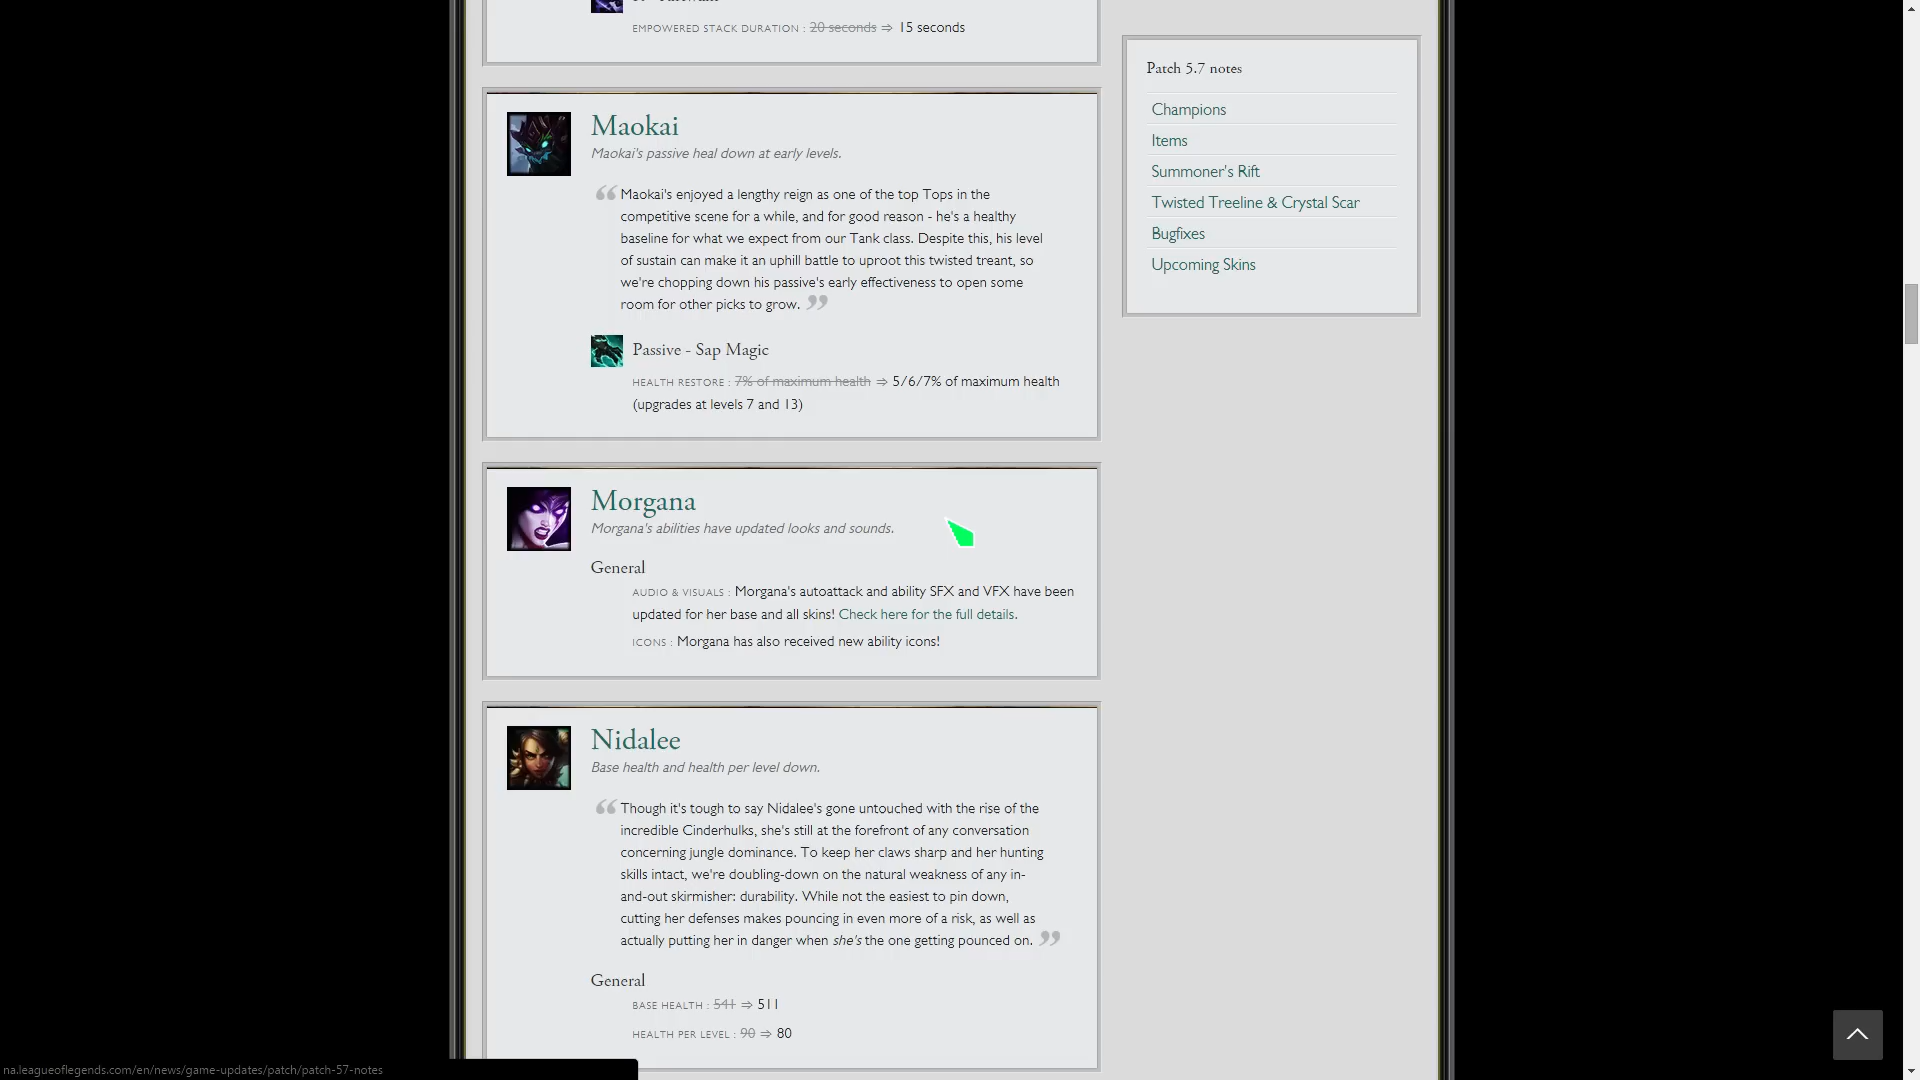 EMPOWERED STACK DURATION : 20 seconds ⇒ 15 seconds
Maokai
Maokai's passive heal down at early levels.
“ Maokai's enjoyed a lengthy reign as one of the top Tops in the
competitive scene for a while, and for good reason - he's a healthy
baseline for what we expect from our Tank class. Despite this, his level
of sustain can make it an uphill battle to uproot this twisted treant, so
we're chopping down his passive's early effectiveness to open some
room for other picks to grow. ”
Passive - Sap Magic
HEALTH RESTORE : 7% of maximum health ⇒ 5/6/7% of maximum health
(upgrades at levels 7 and 13)
Morgana
Morgana's abilities have updated looks and sounds.
General
AUDIO & VISUALS : Morgana's autoattack and ability SFX and VFX have been
updated for her base and all skins! Check here for the full details.
ICONS : Morgana has also received new ability icons!
Nidalee
Base health and health per level down.
“ Though it's tough to say Nidalee's gone untouched with the rise of the
incredible Cinderhulks, she's still at the forefront of any conversation
concerning jungle dominance. To keep her claws sharp and her hunting
skills intact, we're doubling-down on the natural weakness of any in-
and-out skirmisher: durability. While not the easiest to pin down,
cutting her defenses makes pouncing in even more of a risk, as well as
actually putting her in danger when she's the one getting pounced on. ”
General
BASE HEALTH : 541 ⇒ 511
HEALTH PER LEVEL : 90 ⇒ 80
Patch 5.7 notes
Champions
Items
Summoner's Rift
Twisted Treeline & Crystal Scar
Bugfixes
Upcoming Skins
na.leagueoflegends.com/en/news/game-updates/patch/patch-57-notes